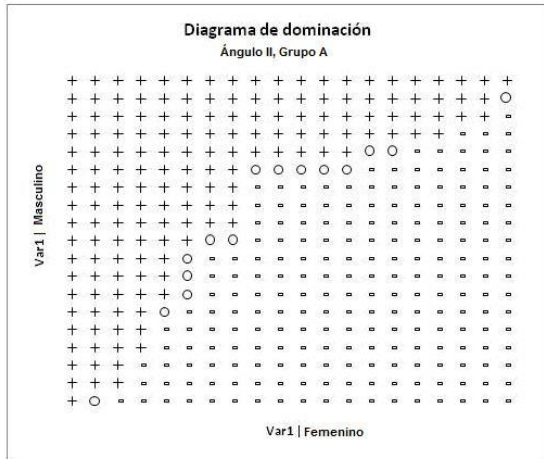 Diagrama de dominación
Ángulo II, Grupo A
Var1 | Masculino
Var1 | Femenino